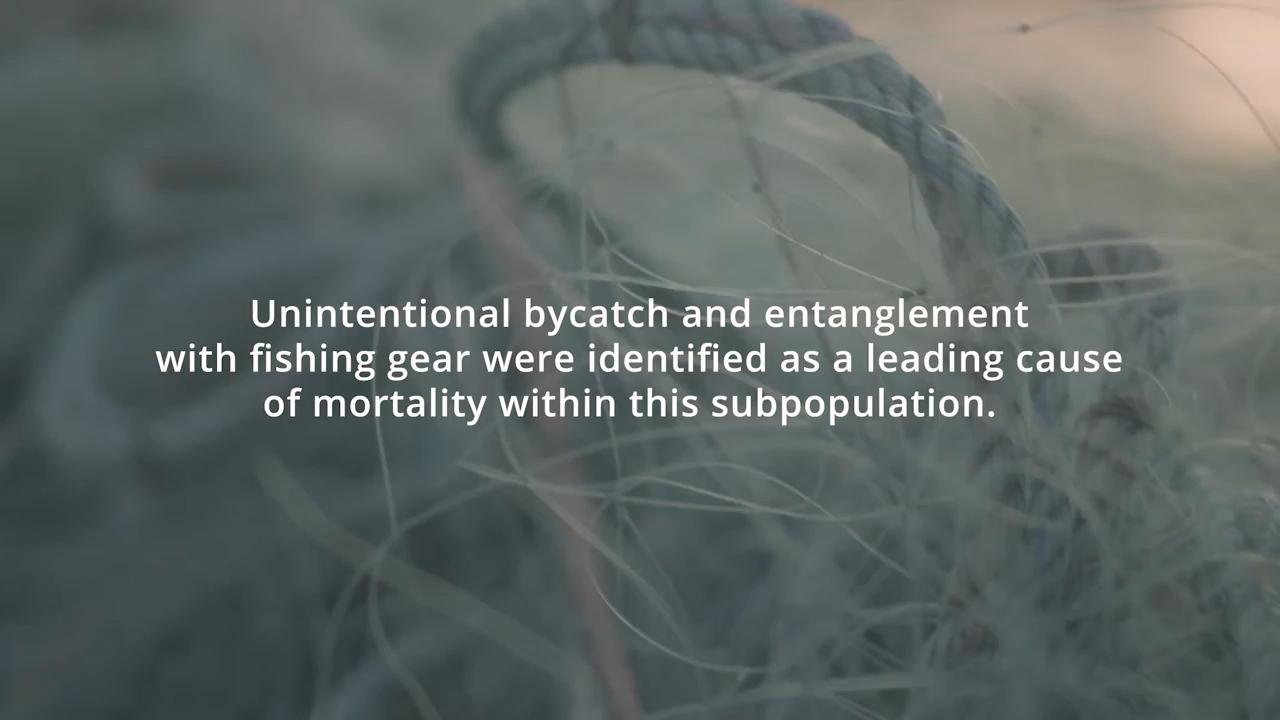 Unintentional bycatch and entanglement
with fishing gear were identified as a leading cause
of mortality within this subpopulation.